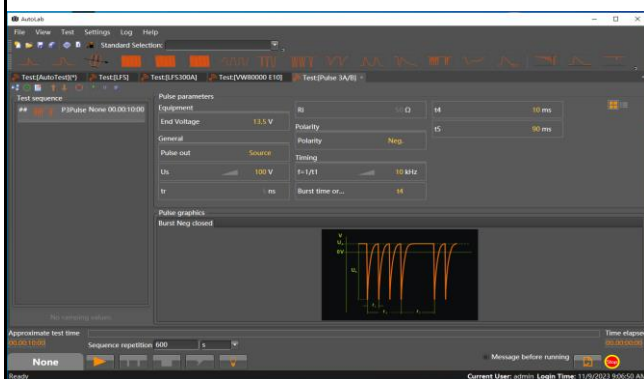 AutoLab
File View Test Settings Log Help
Standard Selection:
Test:[AutoTest](*) Test:[LFS] Test:[LFS300A] Test:[VW80000 E10] Test:[Pulse 3A/B]
Test sequence
## P3Pulse None 00.00:10:00
No ramping values
Pulse parameters
Equipment
End Voltage 13.5 V
General
Pulse out Source
Us 100 V
tr 5 ns
Ri 50 Ω
Polarity
Polarity Neg.
Timing
f=1/t1 10 kHz
Burst time or... t4
t4 10 ms
t5 90 ms
Pulse graphics
Burst Neg closed
V
EV
Approximate test time
00.00:10:00
Time elapse
00.00:00:00
Sequence repetition 600 s
None
Message before running
Stop
Ready
Current User: admin Login Time: 11/9/2023 9:06:50 AM